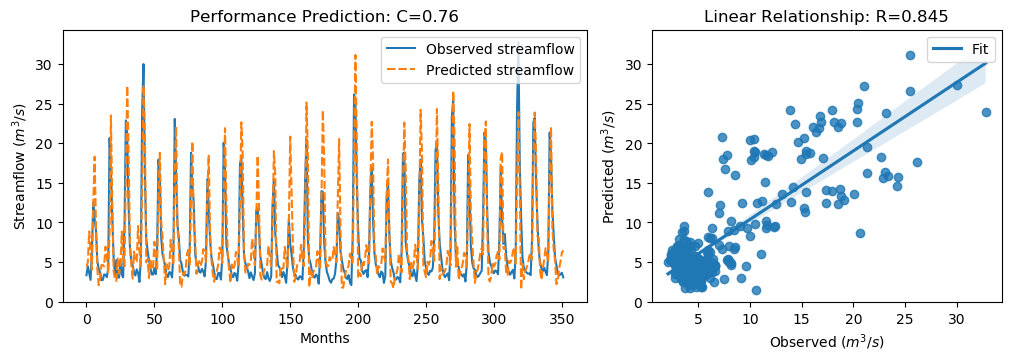 Performance Prediction: C=0.76
Streamflow (m³/s)
30
25
20
15
10
5
0
Observed streamflow
Predicted streamflow
0 50 100 150 200 250 300 350
Months
Linear Relationship: R=0.845
Predicted (m³/s)
30
25
20
15
10
5
0
Fit
5 10 15 20 25 30
Observed (m³/s)